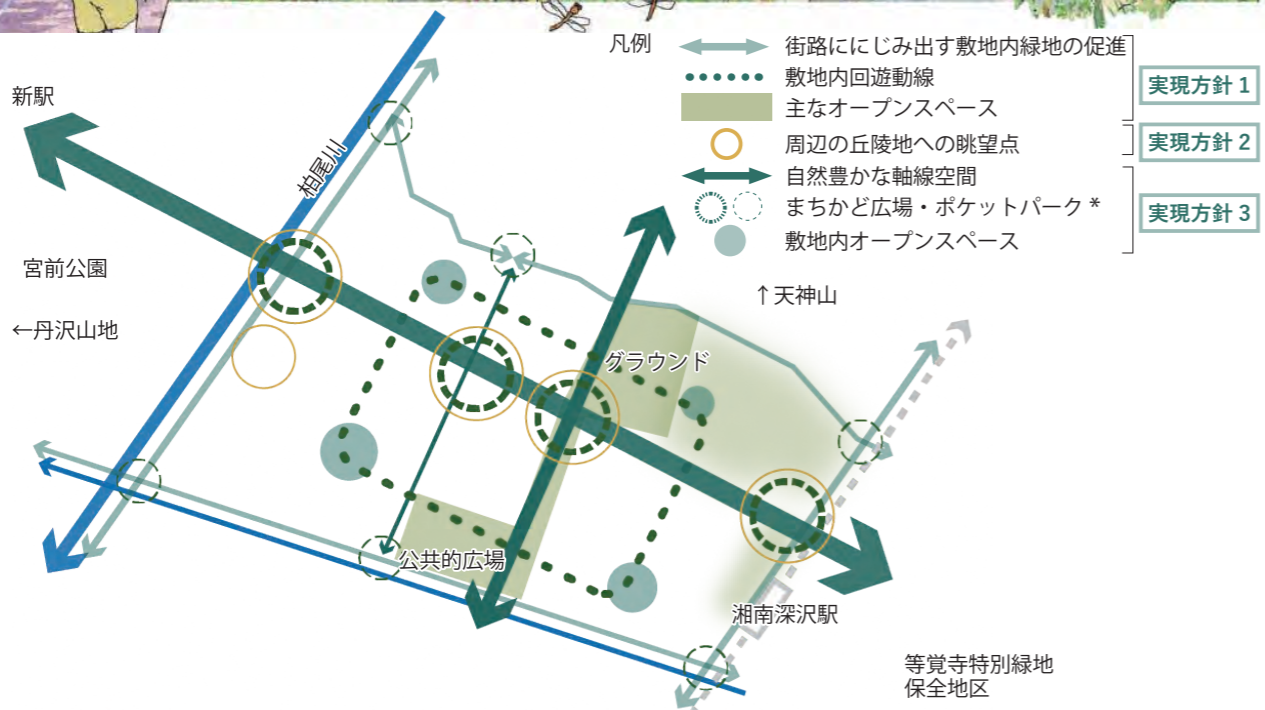 凡例
街路ににじみ出す敷地内緑地の促進
敷地内回遊動線
主なオープンスペース
実現方針 1
周辺の丘陵地への眺望点
実現方針 2
自然豊かな軸線空間
まちかど広場・ポケットパーク *
敷地内オープンスペース
実現方針 3
新駅
柏尾川
宮前公園
←丹沢山地
↑天神山
グラウンド
公共的広場
湘南深沢駅
等覚寺特別緑地
保全地区